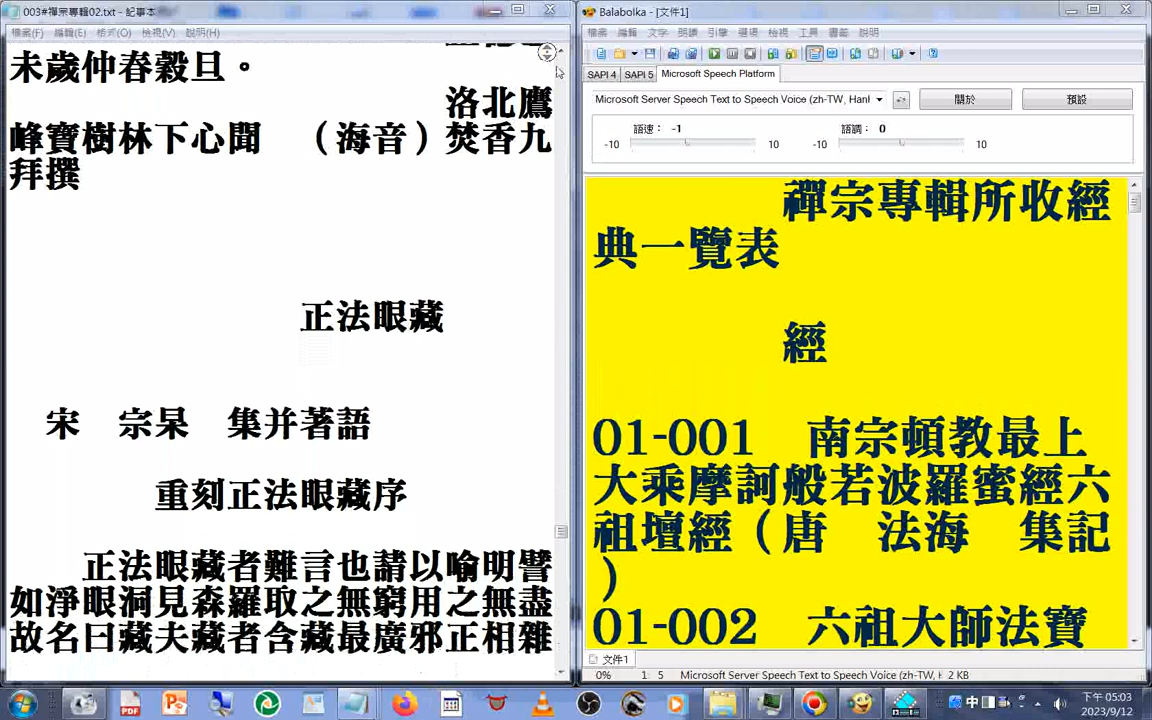 003#禪宗專輯02.txt - 記事本
檔案(F) 編輯(E) 格式(O) 檢視(V) 說明(H)
未歲仲春穀旦。
洛北鷹
峰寶樹林下心聞 （海音）焚香九
拜撰
正法眼藏
宋 宗杲 集并著語
重刻正法眼藏序
正法眼藏者難言也請以喻明譬
如淨眼洞見森羅取之無窮用之無盡
故名曰藏夫藏者含藏最廣邪正相雜
Balabolka - [文件1]
檔案 編輯 文字 朗讀 引擎 選項 檢視 工具 書籤 說明
SAPI 4 SAPI 5 Microsoft Speech Platform
Microsoft Server Speech Text to Speech Voice (zh-TW, Hanl
關於 預設
語速： -1 語調： 0
-10 10 -10 10
禪宗專輯所收經
典一覽表
經
01-001 南宗頓教最上
大乘摩訶般若波羅蜜經六
祖壇經（唐 法海 集記
）
01-002 六祖大師法寶
文件1
0% 1: 5 Microsoft Server Speech Text to Speech Voice (zh-TW, H 2 KB
中
下午 05:03
2023/9/12